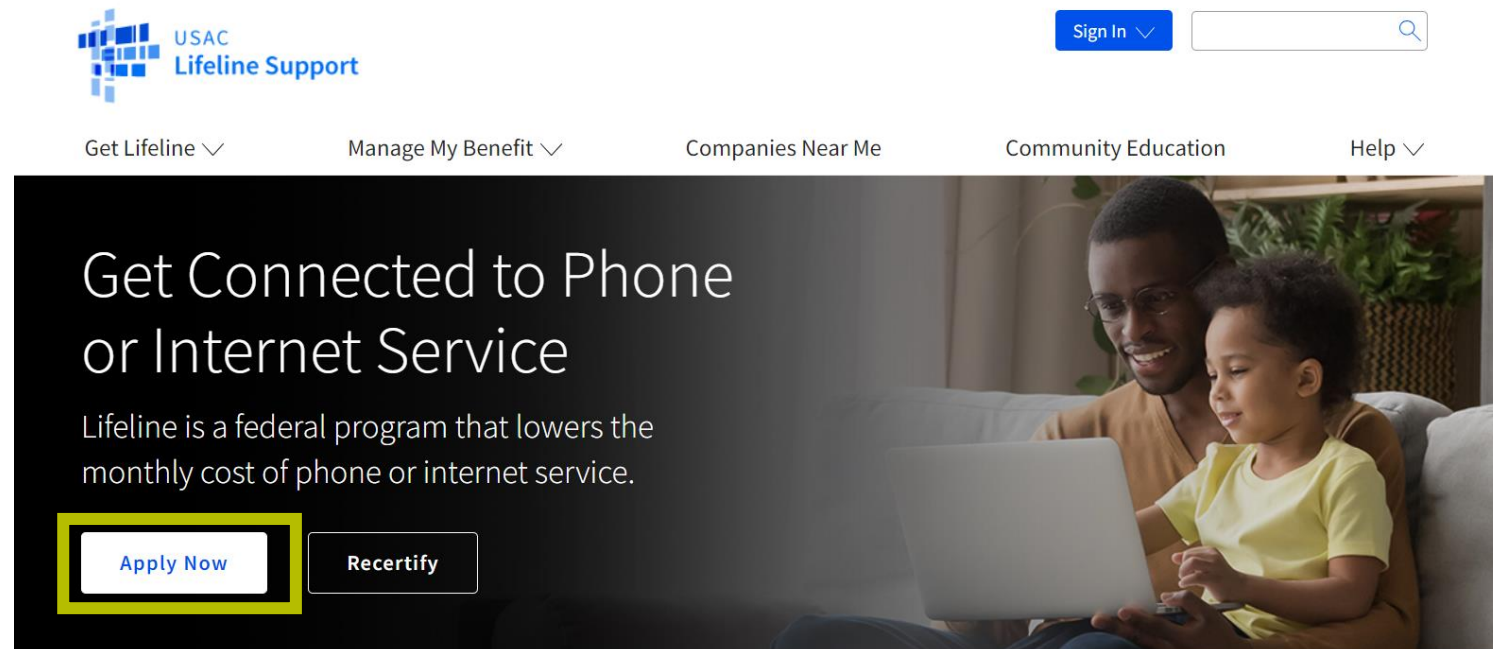 USAC
Lifeline Support
Sign In
Get Lifeline
Manage My Benefit
Companies Near Me
Community Education
Help
Get Connected to Phone
or Internet Service
Lifeline is a federal program that lowers the
monthly cost of phone or internet service.
Apply Now
Recertify